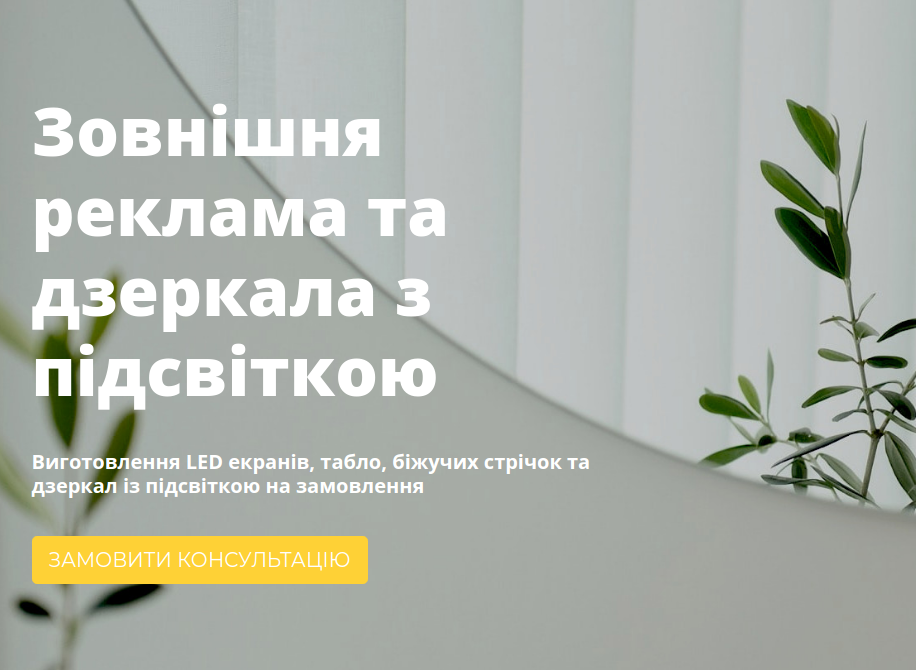 Зовнішня
реклама та
дзеркала з
підсвіткою
Виготовлення LED екранів, табло, біжучих стрічок та
дзеркал із підсвіткою на замовлення
ЗАМОВИТИ КОНСУЛЬТАЦІЮ